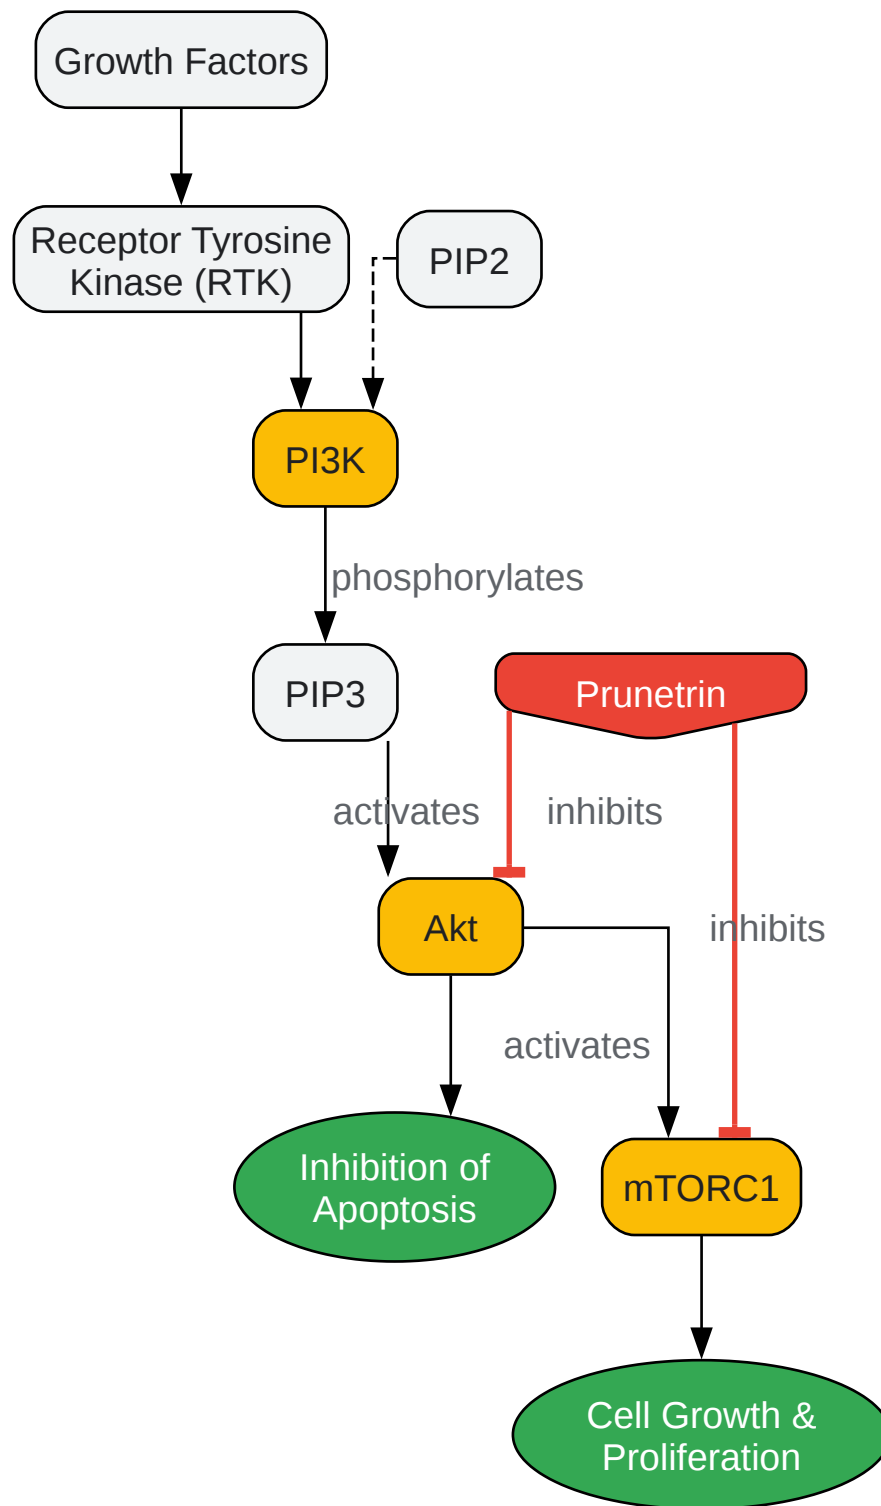 Growth Factors
Receptor Tyrosine
Kinase (RTK)
PIP2
PI3K
phosphorylates
PIP3
Prunetrin
activates
inhibits
Akt
inhibits
activates
Inhibition of
Apoptosis
mTORC1
Cell Growth &
Proliferation